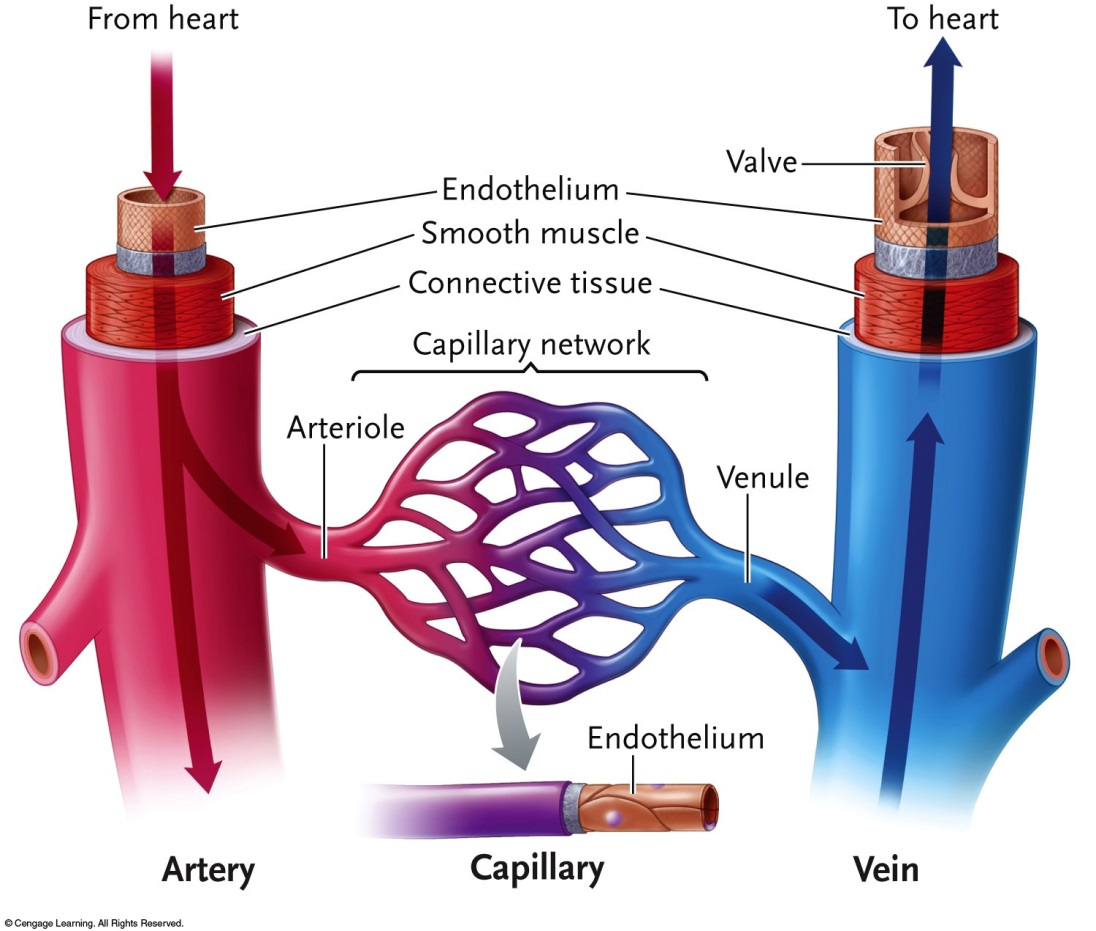 From heart
To heart
Valve
Endothelium
Smooth muscle
Connective tissue
Capillary network
Arteriole
Venule
Endothelium
Artery
Capillary
Vein
© Cengage Learning. All Rights Reserved.